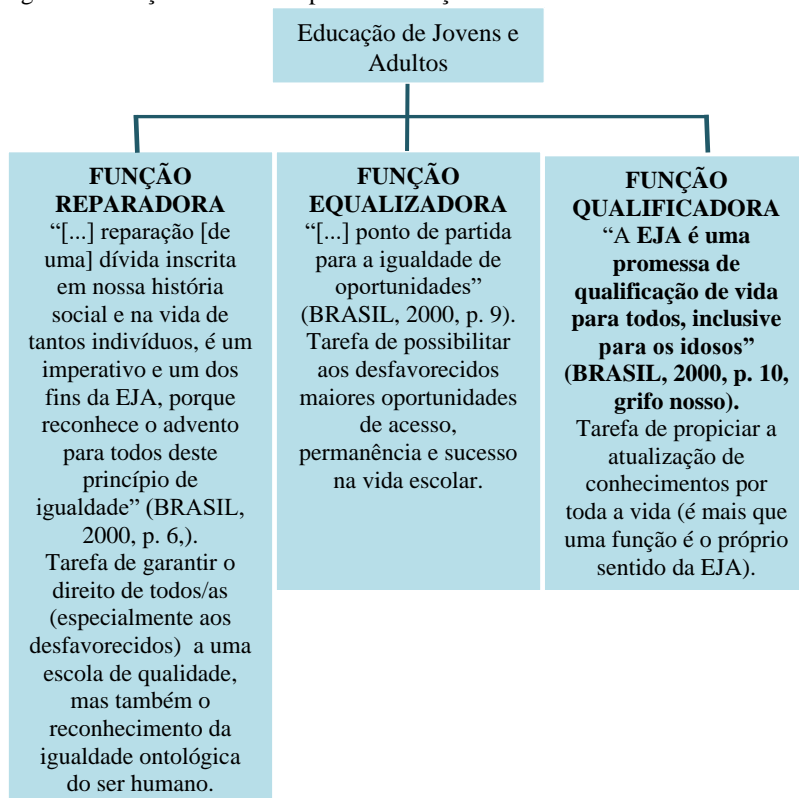 Educação de Jovens e
Adultos
FUNÇÃO
REPARADORA
“[...] reparação [de
uma] dívida inscrita
em nossa história
social e na vida de
tantos indivíduos, é um
imperativo e um dos
fins da EJA, porque
reconhece o advento
para todos deste
princípio de
igualdade” (BRASIL,
2000, p. 6,).
Tarefa de garantir o
direito de todos/as
(especialmente aos
desfavorecidos) a uma
escola de qualidade,
mas também o
reconhecimento da
igualdade ontológica
do ser humano.
FUNÇÃO
EQUALIZADORA
“[...] ponto de partida
para a igualdade de
oportunidades”
(BRASIL, 2000, p. 9).
Tarefa de possibilitar
aos desfavorecidos
maiores oportunidades
de acesso,
permanência e sucesso
na vida escolar.
FUNÇÃO
QUALIFICADORA
“A EJA é uma
promessa de
qualificação de vida
para todos, inclusive
para os idosos”
(BRASIL, 2000, p. 10,
grifo nosso).
Tarefa de propiciar a
atualização de
conhecimentos por
toda a vida (é mais que
uma função é o próprio
sentido da EJA).